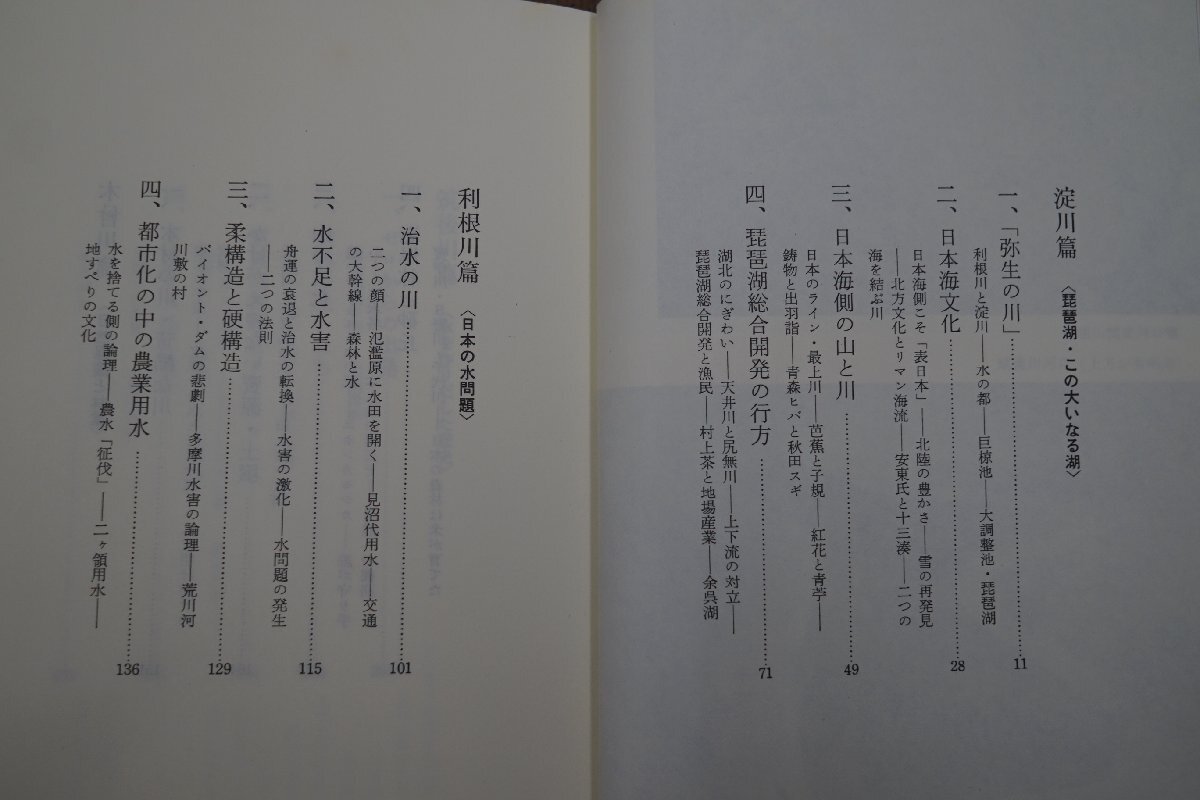 淀川篇 〈琵琶湖・この大いなる湖〉
一、「弥生の川」…………11
利根川と淀川――水の都――巨椋池――大調整池・琵琶湖
二、日本海文化…………28
日本海側こそ「表日本」――北陸の豊かさ――雪の再発見
――北方文化とリマン海流――安東氏と十三湊――二つの
海を結ぶ川
三、日本海側の山と川…………49
日本のライン・最上川――芭蕉と子規――紅花と青苧――
鋳物と出羽詣――青森ヒバと秋田スギ
四、琵琶湖総合開発の行方…………71
湖北のにぎわい――天井川と尻無川――上下流の対立――
琵琶湖総合開発と漁民――村上茶と地場産業――余呉湖
利根川篇 〈日本の水問題〉
一、治水の川…………101
二つの顔――氾濫原に水田を開く――見沼代用水――交通
の大幹線――森林と水
二、水不足と水害…………115
舟運の衰退と治水の転換――水害の激化――水問題の発生
――二つの法則
三、柔構造と硬構造…………129
バイオント・ダムの悲劇――多摩川水害の論理――荒川河
川敷の村
四、都市化の中の農業用水…………136
水を捨てる側の論理――農水「征伐」――二ヶ領用水――
地すべりの文化